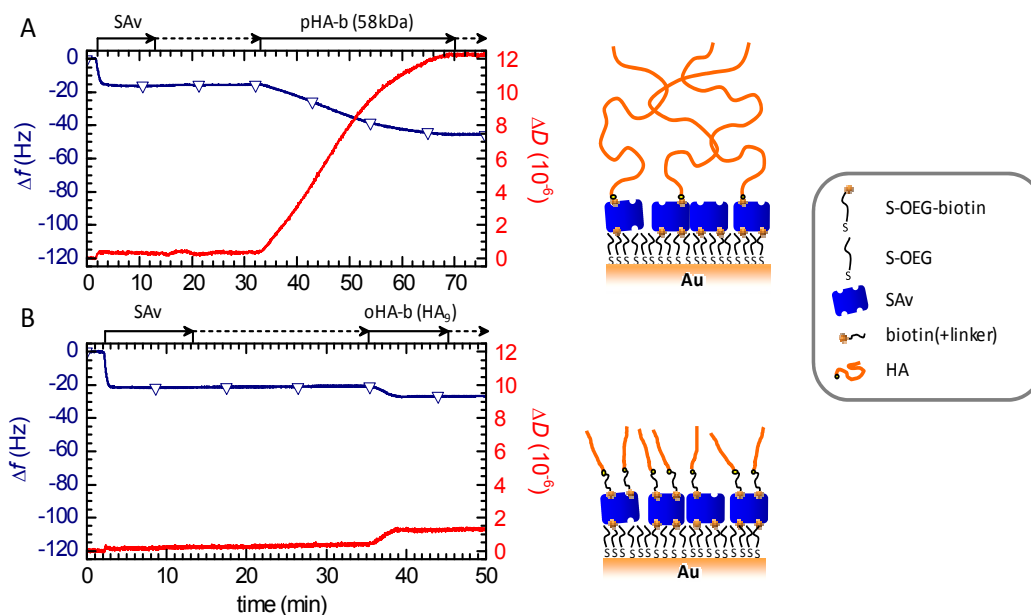 A
SAv
pHA-b (58kDa)
0
-20
-40
-60
-80
-100
-120
Δf (Hz)
12
10
8
6
4
2
0
ΔD (10-6)
0 10 20 30 40 50 60 70
S S S S S S S S S S S S S S
Au
B
SAv
oHA-b (HA9)
0
-20
-40
-60
-80
-100
-120
Δf (Hz)
12
10
8
6
4
2
0
ΔD (10-6)
0 10 20 30 40 50
time (min)
S S S S S S S S S S S S S S
Au
S
S-OEG-biotin
S
S-OEG
SAv
biotin(+linker)
HA